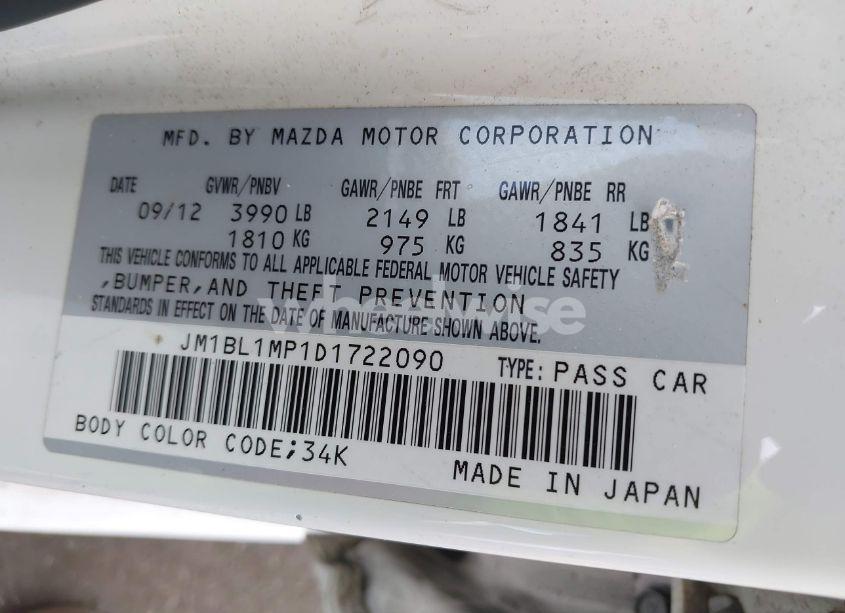 MFD. BY MAZDA MOTOR CORPORATION
DATE GVWR/PNBV GAWR/PNBE FRT GAWR/PNBE RR
09/12 3990 LB 2149 LB 1841 LB
1810 KG 975 KG 835 KG
THIS VEHICLE CONFORMS TO ALL APPLICABLE FEDERAL MOTOR VEHICLE SAFETY
,BUMPER,AND THEFT PREVENTION
STANDARDS IN EFFECT ON THE DATE OF MANUFACTURE SHOWN ABOVE.
wheelwise
JM1BL1MP1D1722090 TYPE: PASS CAR
BODY COLOR CODE;34K
MADE IN JAPAN